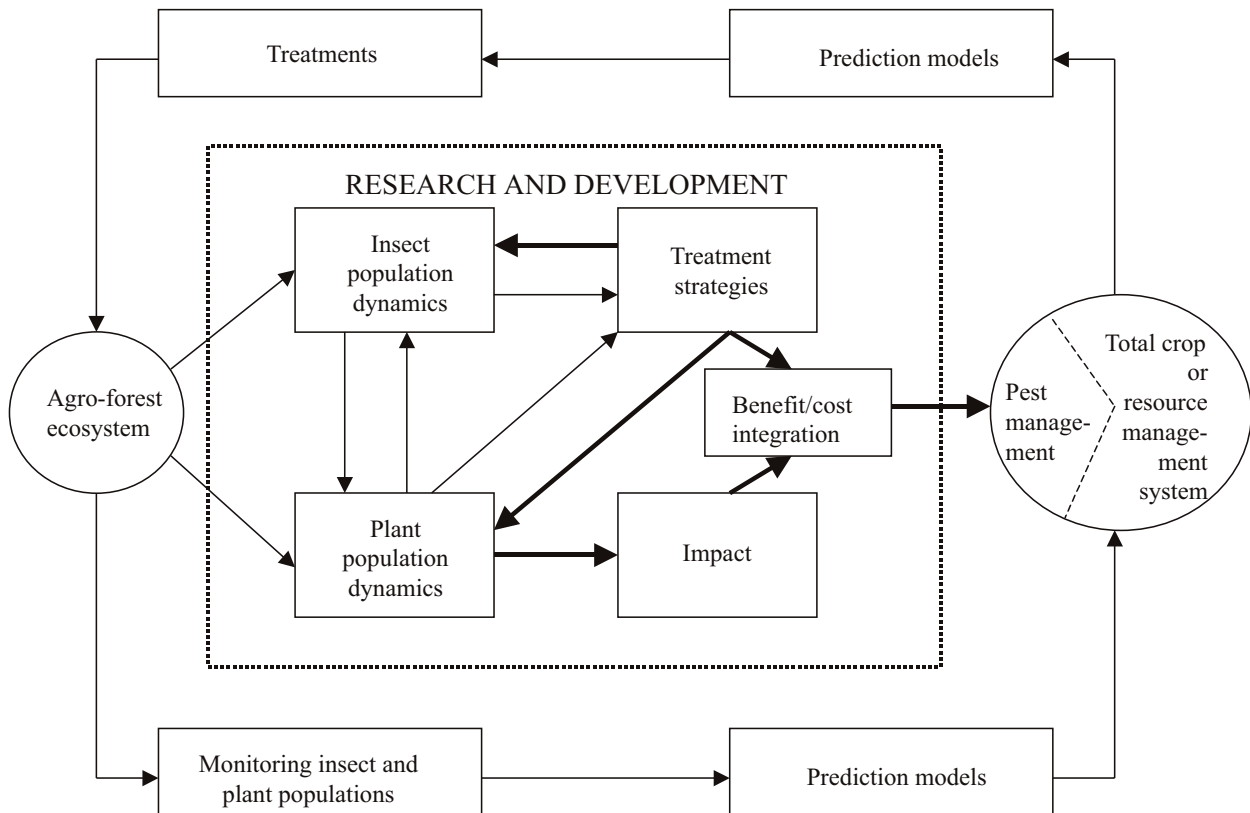 Treatments
Prediction models
RESEARCH AND DEVELOPMENT
Insect
population
dynamics
Treatment
strategies
Agro-forest
ecosystem
Benefit/cost
integration
Pest
manage-
ment
Total crop
or
resource
manage-
ment
system
Plant
population
dynamics
Impact
Monitoring insect and
plant populations
Prediction models